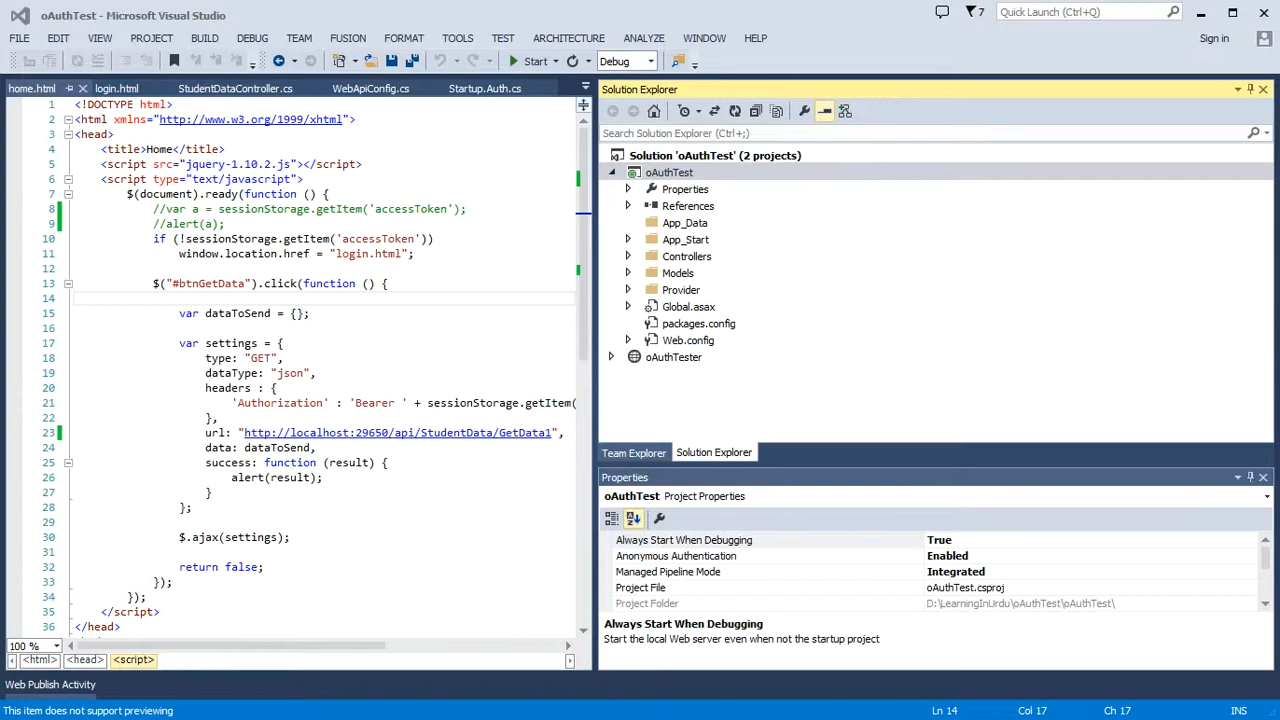 oAuthTest - Microsoft Visual Studio
7
Quick Launch (Ctrl+Q)
FILE EDIT VIEW PROJECT BUILD DEBUG TEAM FUSION FORMAT TOOLS TEST ARCHITECTURE ANALYZE WINDOW HELP
Sign in
Start
Debug
home.html login.html StudentDataController.cs WebApiConfig.cs Startup.Auth.cs
1 <!DOCTYPE html>
2 <html xmlns="http://www.w3.org/1999/xhtml">
3 <head>
4 <title>Home</title>
5 <script src="jquery-1.10.2.js"></script>
6 <script type="text/javascript">
7 $(document).ready(function () {
8 //var a = sessionStorage.getItem('accessToken');
9 //alert(a);
10 if (!sessionStorage.getItem('accessToken'))
11 window.location.href = "login.html";
12
13 $("#btnGetData").click(function () {
14
15 var dataToSend = {};
16
17 var settings = {
18 type: "GET",
19 dataType: "json",
20 headers : {
21 'Authorization' : 'Bearer ' + sessionStorage.getItem(
22 },
23 url: "http://localhost:29650/api/StudentData/GetData1",
24 data: dataToSend,
25 success: function (result) {
26 alert(result);
27 }
28 };
29
30 $.ajax(settings);
31
32 return false;
33 });
34 });
35 </script>
36 </head>
100 %
<html> <head> <script>
Solution Explorer
Search Solution Explorer (Ctrl+;)
Solution 'oAuthTest' (2 projects)
oAuthTest
Properties
References
App_Data
App_Start
Controllers
Models
Provider
Global.asax
packages.config
Web.config
oAuthTester
Team Explorer Solution Explorer
Properties
oAuthTest Project Properties
Always Start When Debugging True
Anonymous Authentication Enabled
Managed Pipeline Mode Integrated
Project File oAuthTest.csproj
Project Folder D:\LearningInUrdu\oAuthTest\oAuthTest\
Always Start When Debugging
Start the local Web server even when not the startup project
Web Publish Activity
This item does not support previewing
Ln 14 Col 17 Ch 17 INS